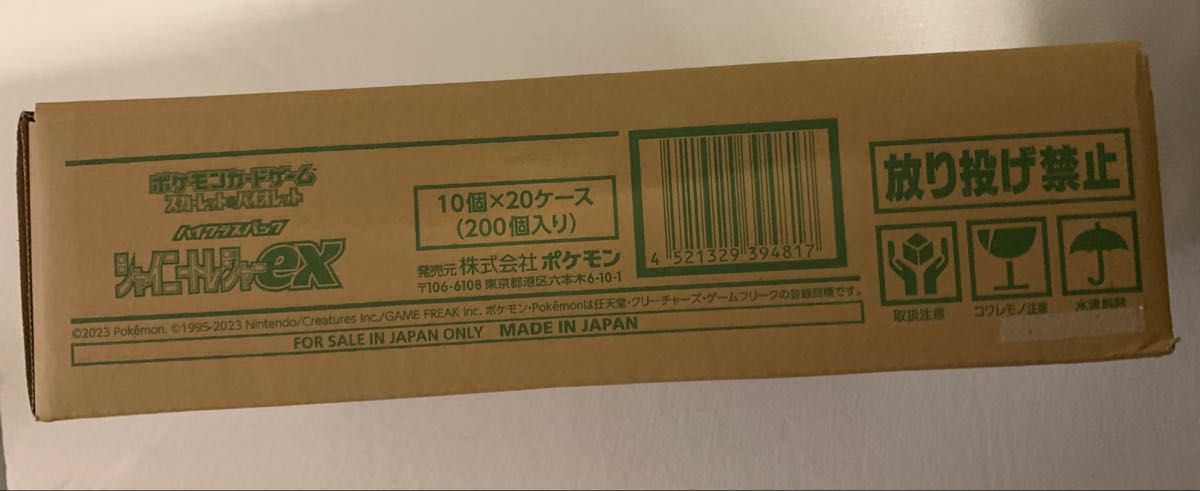 ポケモンカードゲーム
スカーレット&バイオレット
ハイクラスパック
シャイニートレジャーex
10個×20ケース
(200個入り)
発売元 株式会社 ポケモン
〒106-6108 東京都港区六本木6-10-1
4 521329 394817
放り投げ禁止
取扱注意
コワレモノ注意
水濡厳禁
©2023 Pokémon. ©1995-2023 Nintendo/Creatures Inc./GAME FREAK Inc. ポケモン・Pokémonは任天堂・クリーチャーズ・ゲームフリークの登録商標です。
FOR SALE IN JAPAN ONLY MADE IN JAPAN